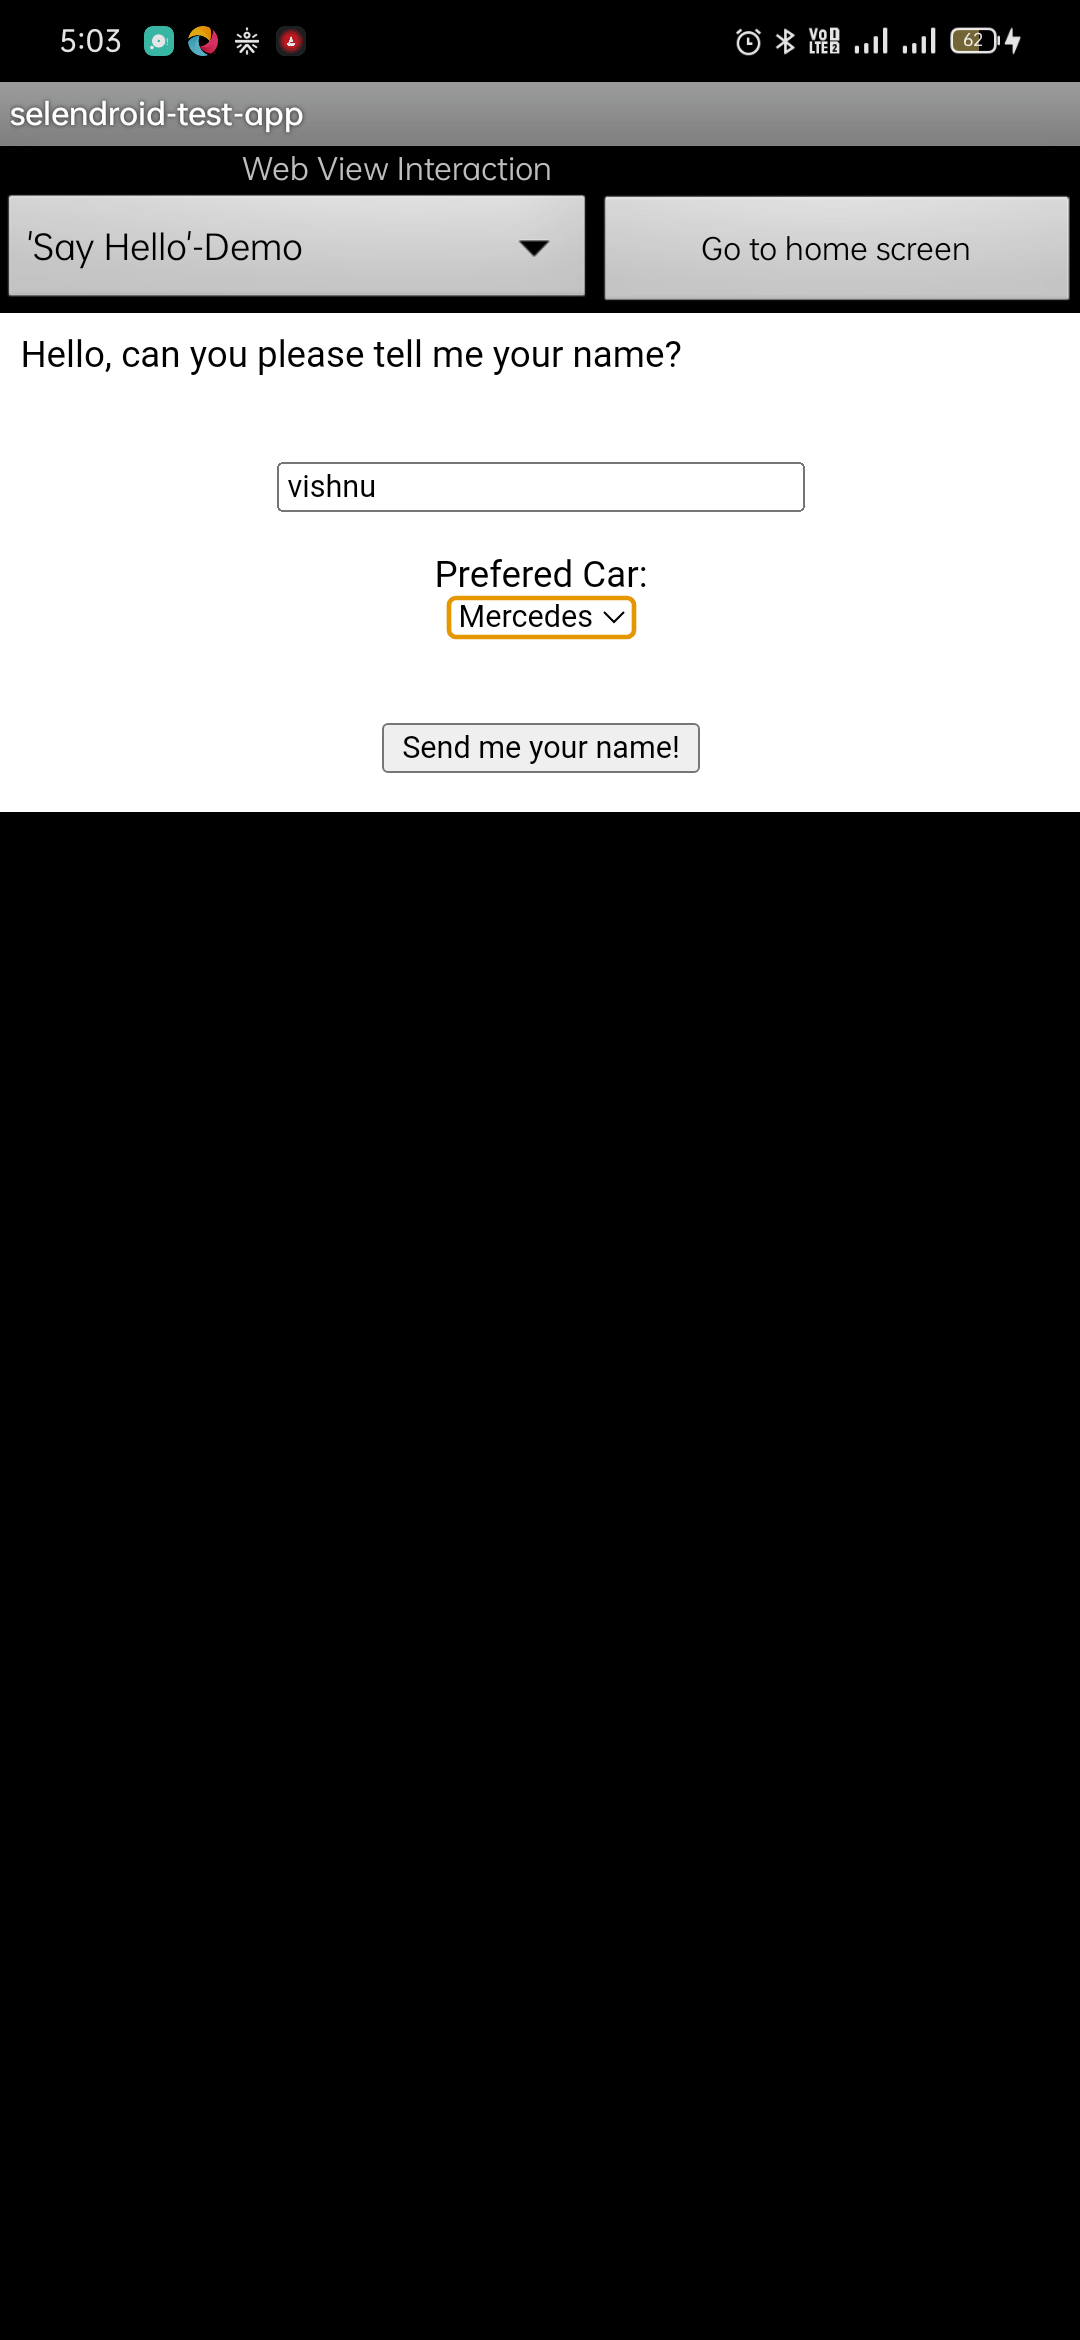 5:03
VoD
LTE2
62
selendroid-test-app
Web View Interaction
'Say Hello'-Demo
Go to home screen
Hello, can you please tell me your name?
vishnu
Prefered Car:
Mercedes
Send me your name!